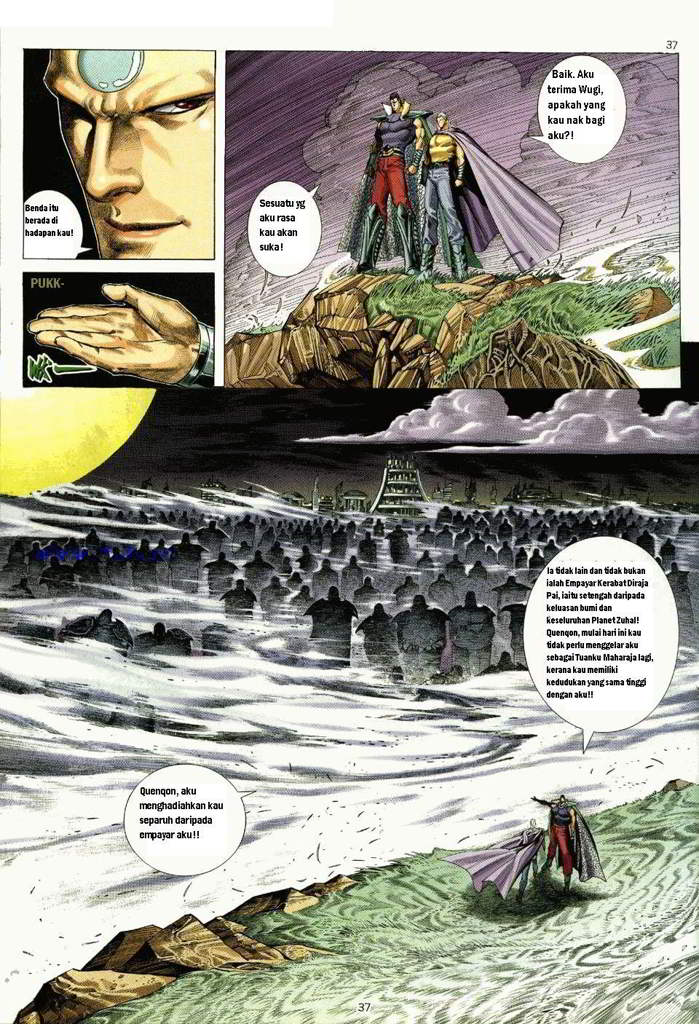 37
Benda itu
berada di
hadapan kau!
Baik. Aku
terima Wugi,
apakah yang
kau nak bagi
aku?!
Sesuatu yg
aku rasa
kau akan
suka!
PUKK-
Ia tidak lain dan tidak bukan
ialah Empayar Kerabat Diraja
Pai, iaitu setengah daripada
keluasan bumi dan
Keseluruhan Planet Zuhal!
Quenqon, mulai hari ini kau
tidak perlu menggelar aku
sebagai Tuanku Maharaja lagi,
kerana kau memiliki
kedudukan yang sama tinggi
dengan aku!!
Quenqon, aku
menghadiahkan kau
separuh daripada
empayar aku!!
37